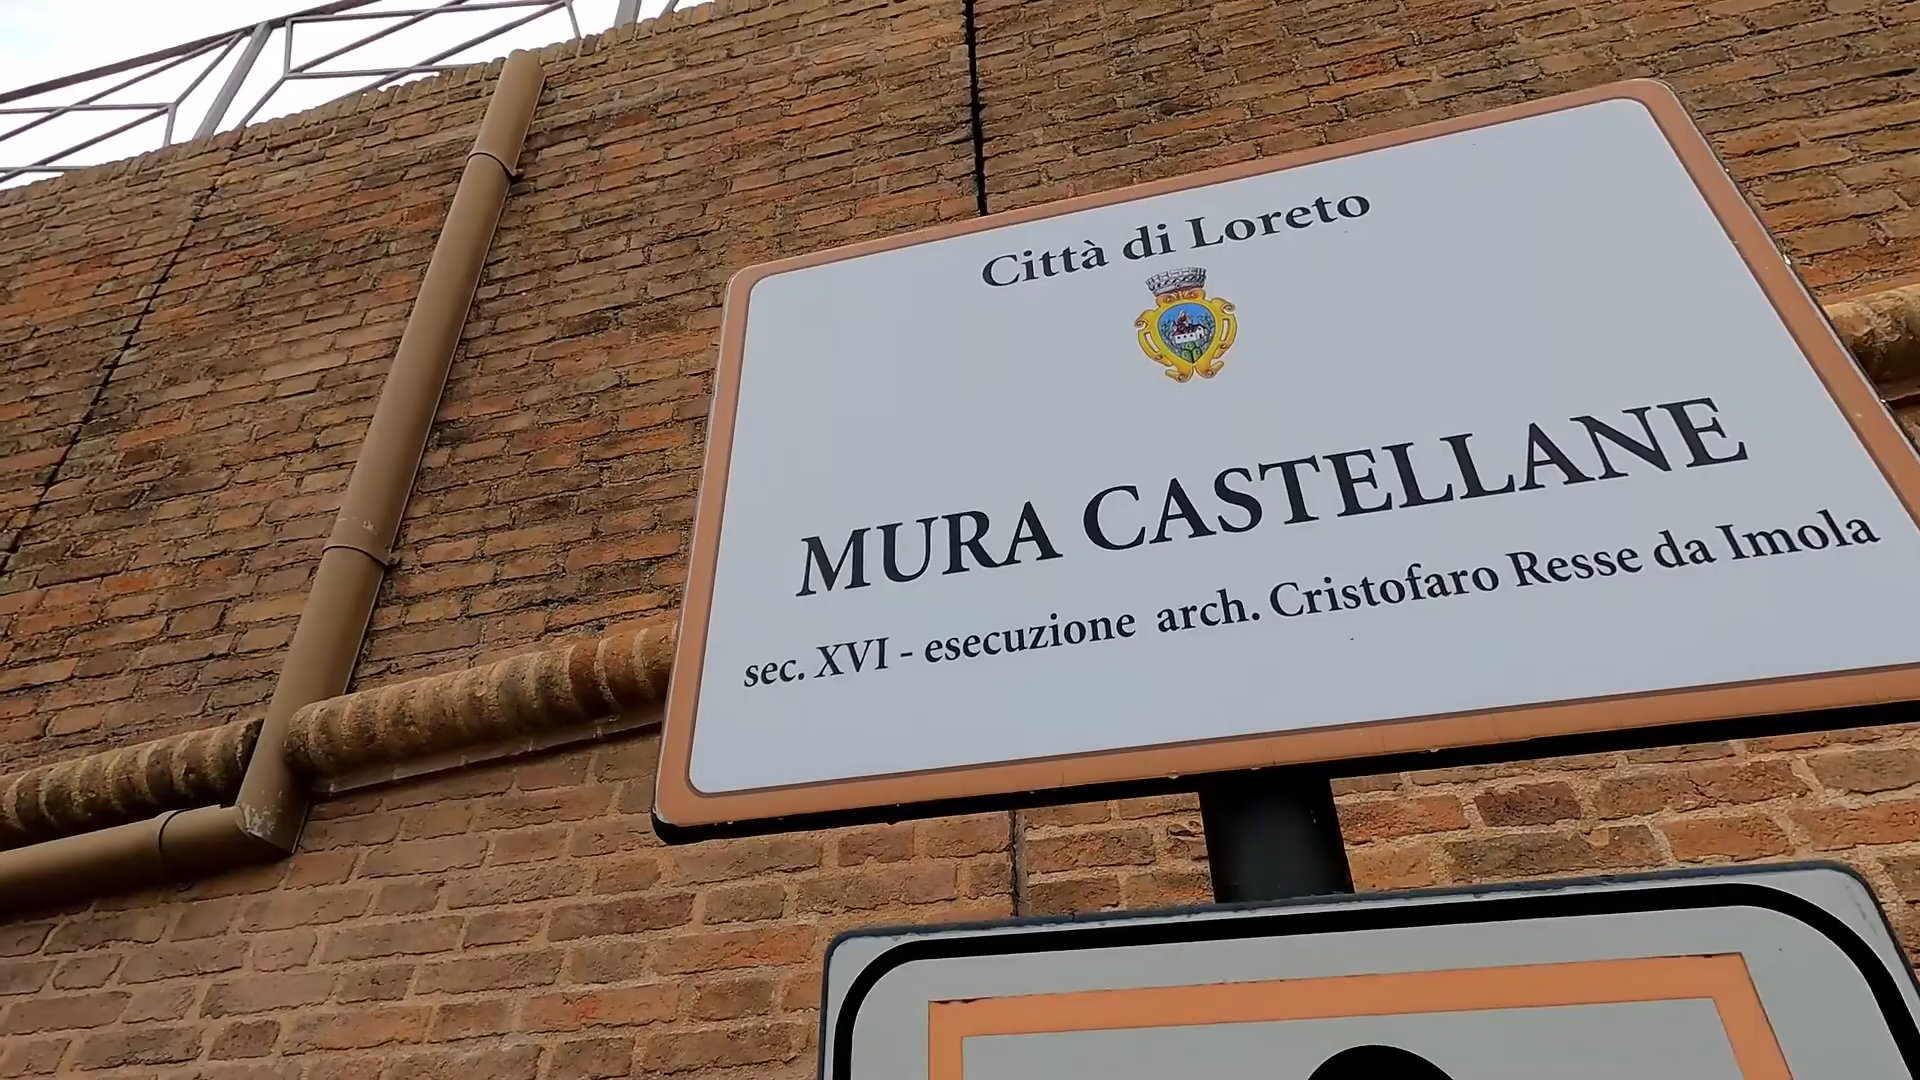 Città di Loreto
MURA CASTELLANE
sec. XVI - esecuzione arch. Cristofaro Resse da Imola